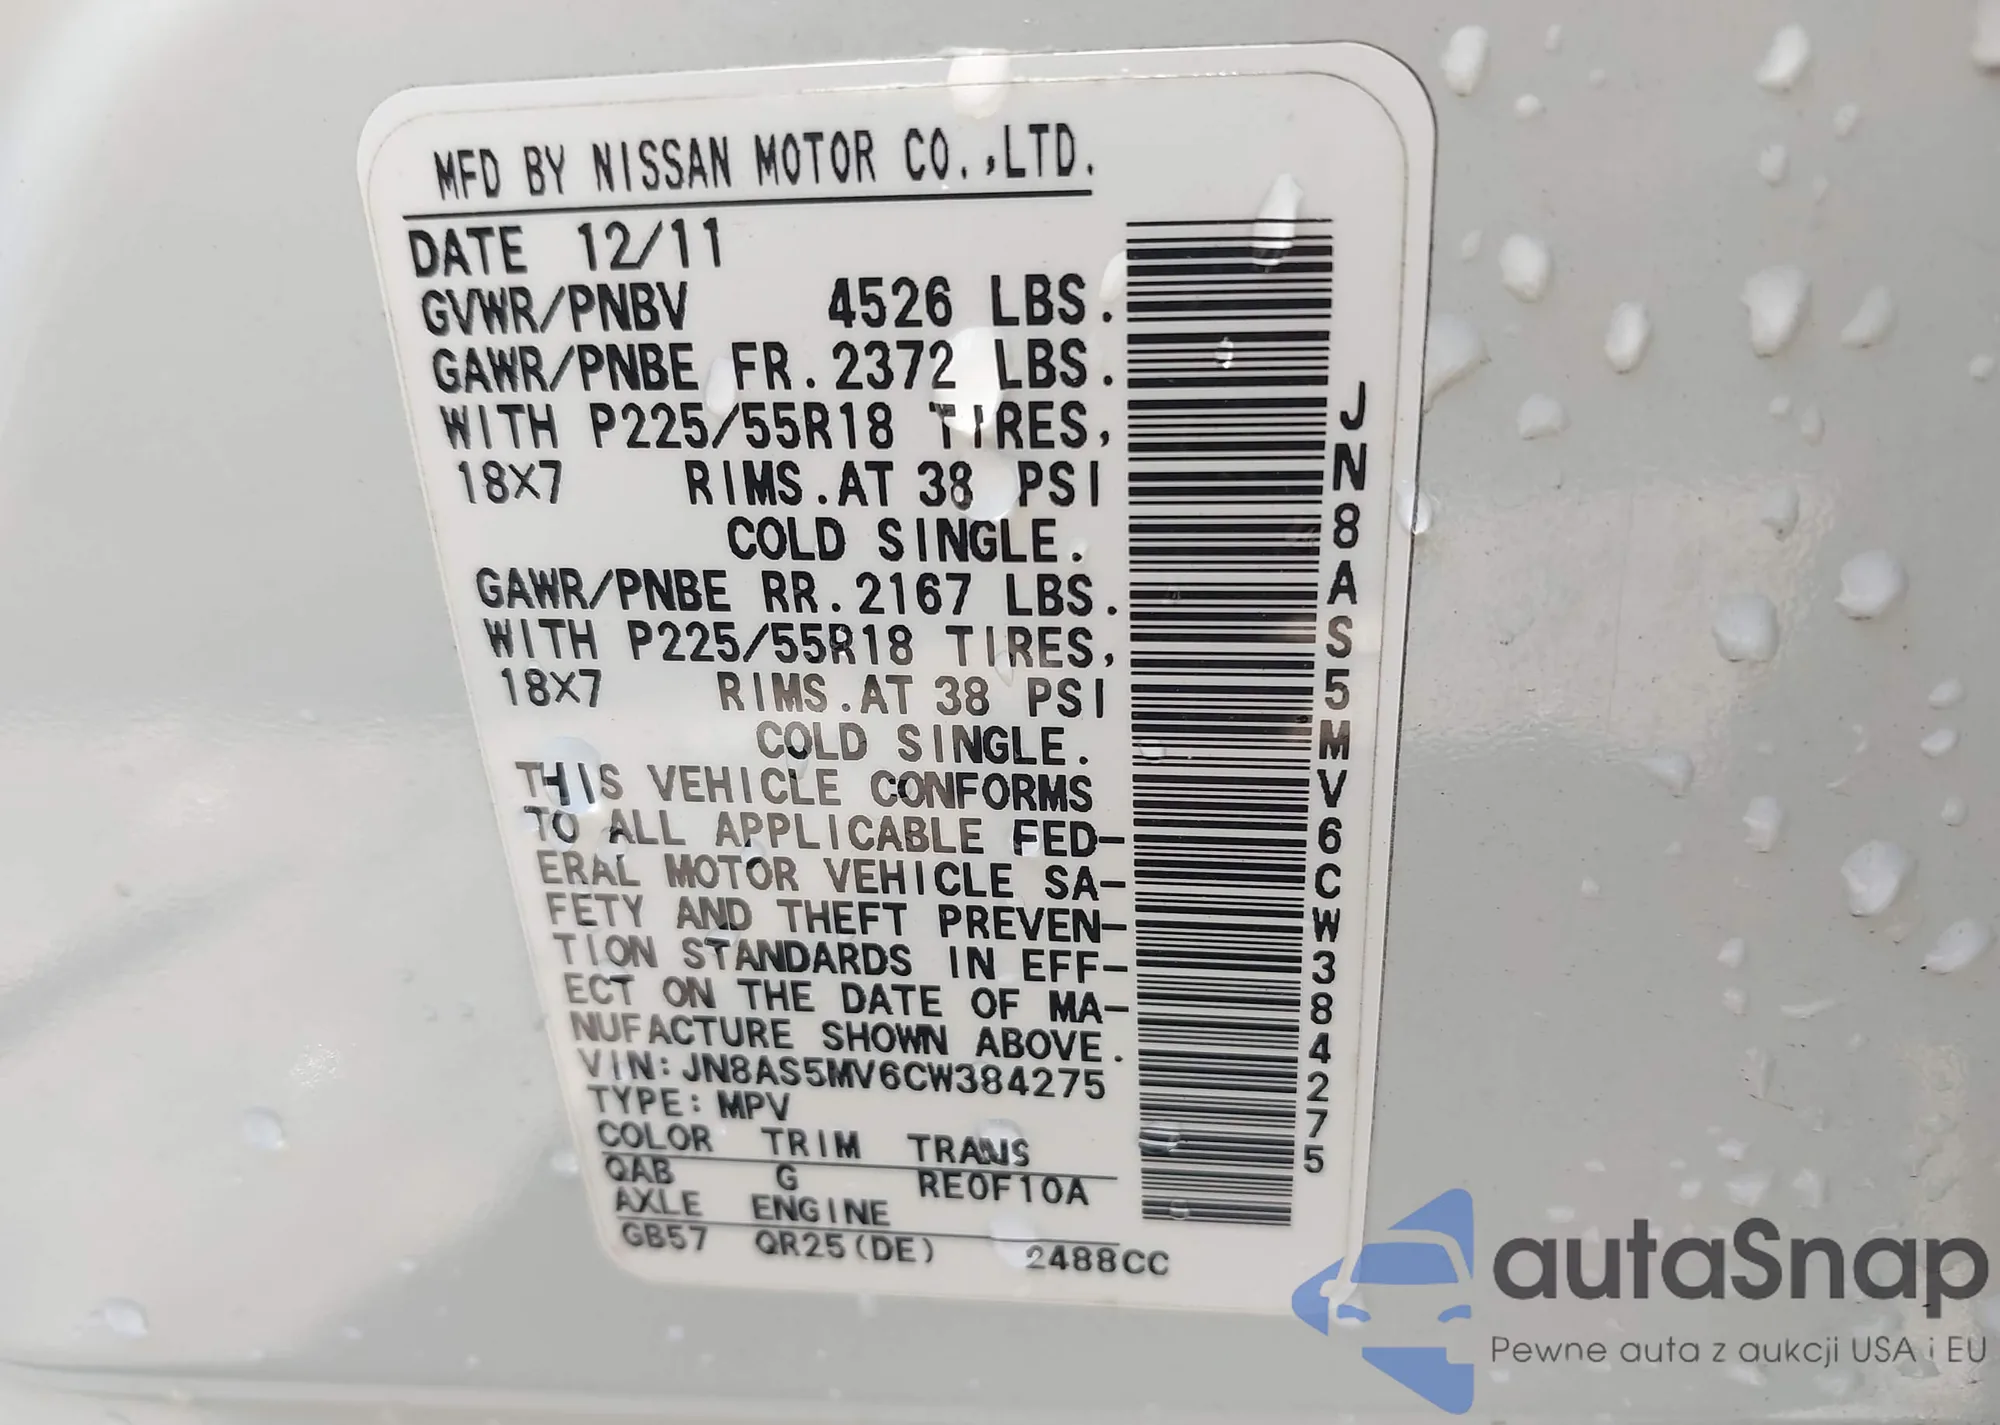 MFD BY NISSAN MOTOR CO.,LTD.
DATE 12/11
GVWR/PNBV 4526 LBS.
GAWR/PNBE FR.2372 LBS.
WITH P225/55R18 TIRES,
18X7 RIMS.AT 38 PSI
COLD SINGLE.
GAWR/PNBE RR.2167 LBS.
WITH P225/55R18 TIRES,
18X7 RIMS.AT 38 PSI
COLD SINGLE.
THIS VEHICLE CONFORMS
TO ALL APPLICABLE FED-
ERAL MOTOR VEHICLE SA-
FETY AND THEFT PREVEN-
TION STANDARDS IN EFF-
ECT ON THE DATE OF MA-
NUFACTURE SHOWN ABOVE.
VIN:JN8AS5MV6CW384275
TYPE:MPV
COLOR TRIM TRANS
QAB G RE0F10A
AXLE ENGINE
GB57 QR25(DE) 2488CC
JN8AS5MV6CW384275
autaSnap
Pewne auta z aukcji USA i EU